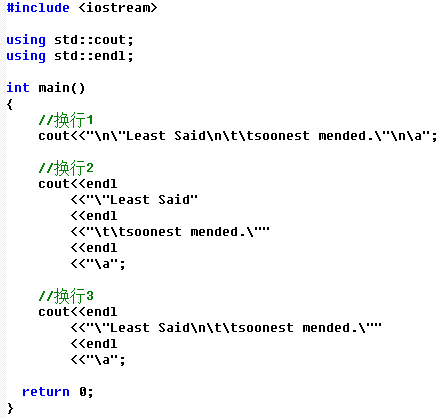 #include <iostream>

using std::cout;
using std::endl;

int main()
{
    //换行1
    cout<<"\n\"Least Said\n\t\tsoonest mended.\"\n\a";

    //换行2
    cout<<endl
        <<"\"Least Said"
        <<endl
        <<"\t\tsoonest mended.\""
        <<endl
        <<"\a";

    //换行3
    cout<<endl
        <<"\"Least Said\n\t\tsoonest mended.\""
        <<endl
        <<"\a";

  return 0;
}